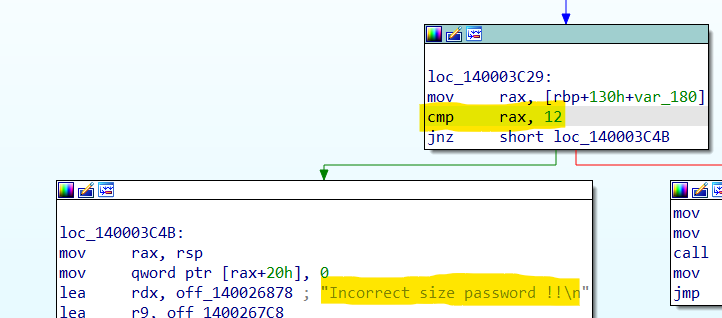 loc_140003C29:
mov     rax, [rbp+130h+var_180]
cmp     rax, 12
jnz     short loc_140003C4B
loc_140003C4B:
mov     rax, rsp
mov     qword ptr [rax+20h], 0
lea     rdx, off_140026878 ; "Incorrect size password !!\n"
lea     r9, off_1400267C8
mov
mov
call
mov
jmp